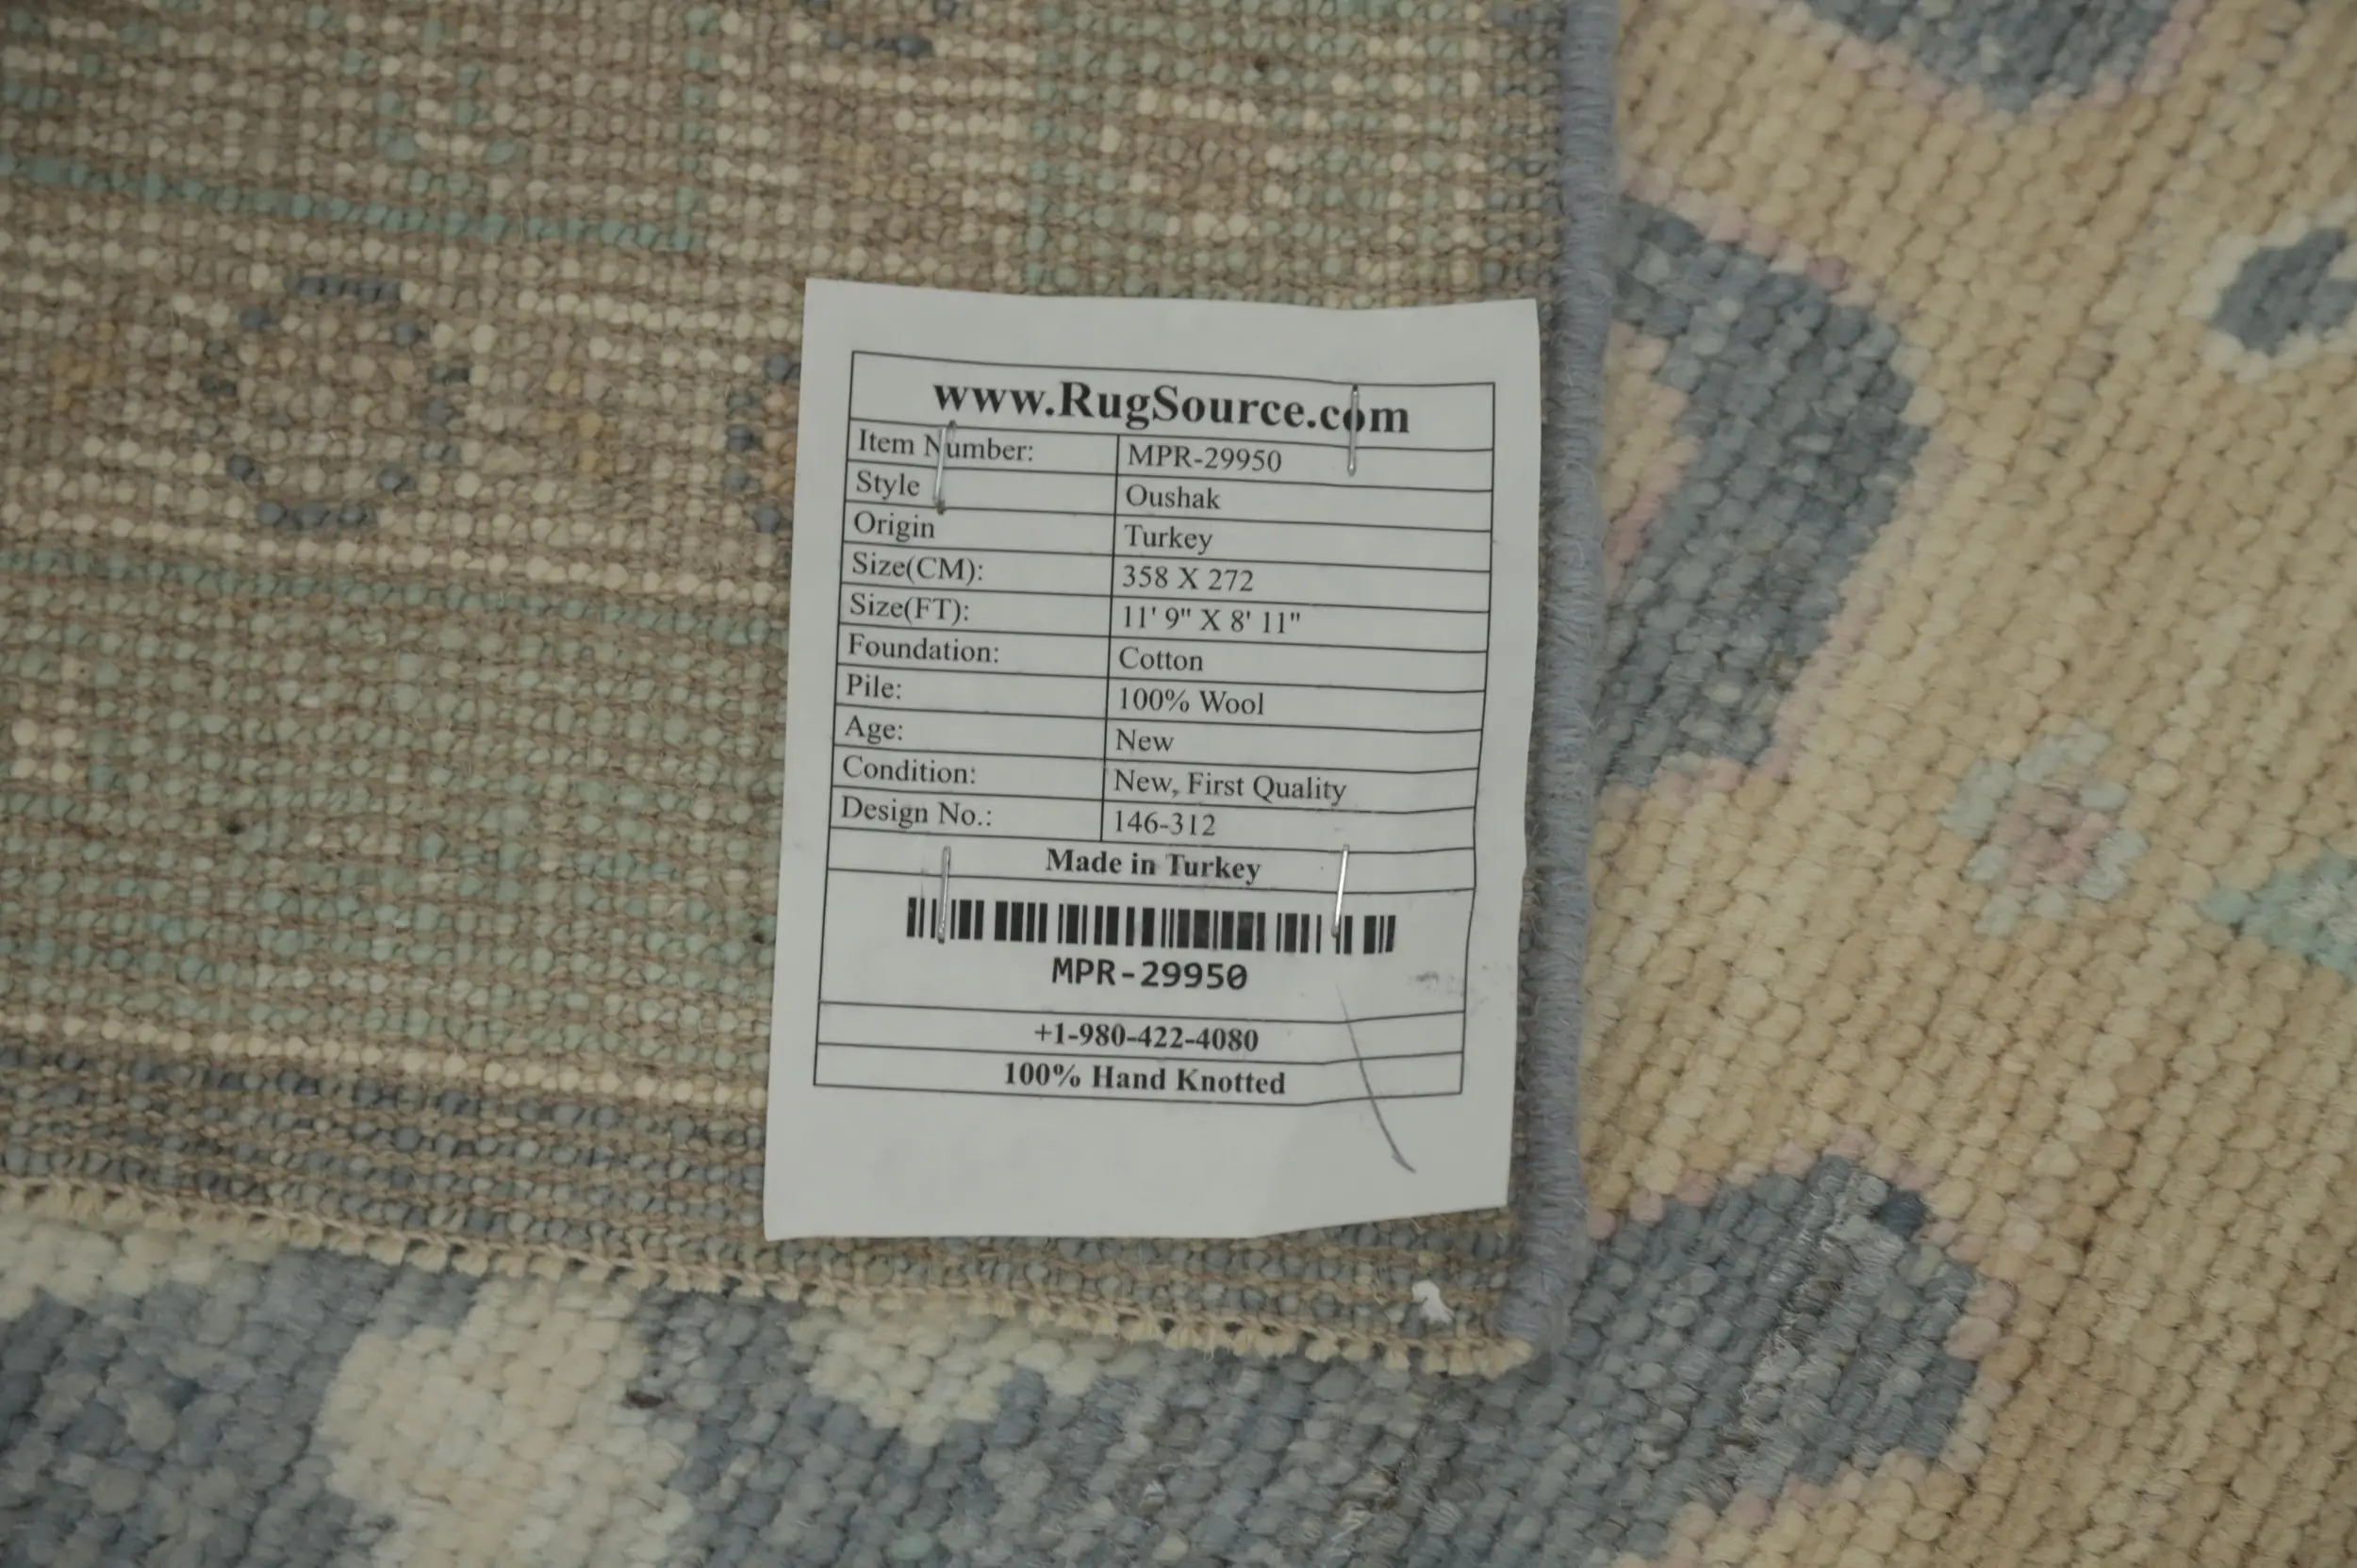 www.RugSource.com
Item Number: MPR-29950
Style Oushak
Origin Turkey
Size(CM): 358 X 272
Size(FT): 11' 9" X 8' 11"
Foundation: Cotton
Pile: 100% Wool
Age: New
Condition: New, First Quality
Design No.: 146-312
Made in Turkey
MPR-29950
+1-980-422-4080
100% Hand Knotted